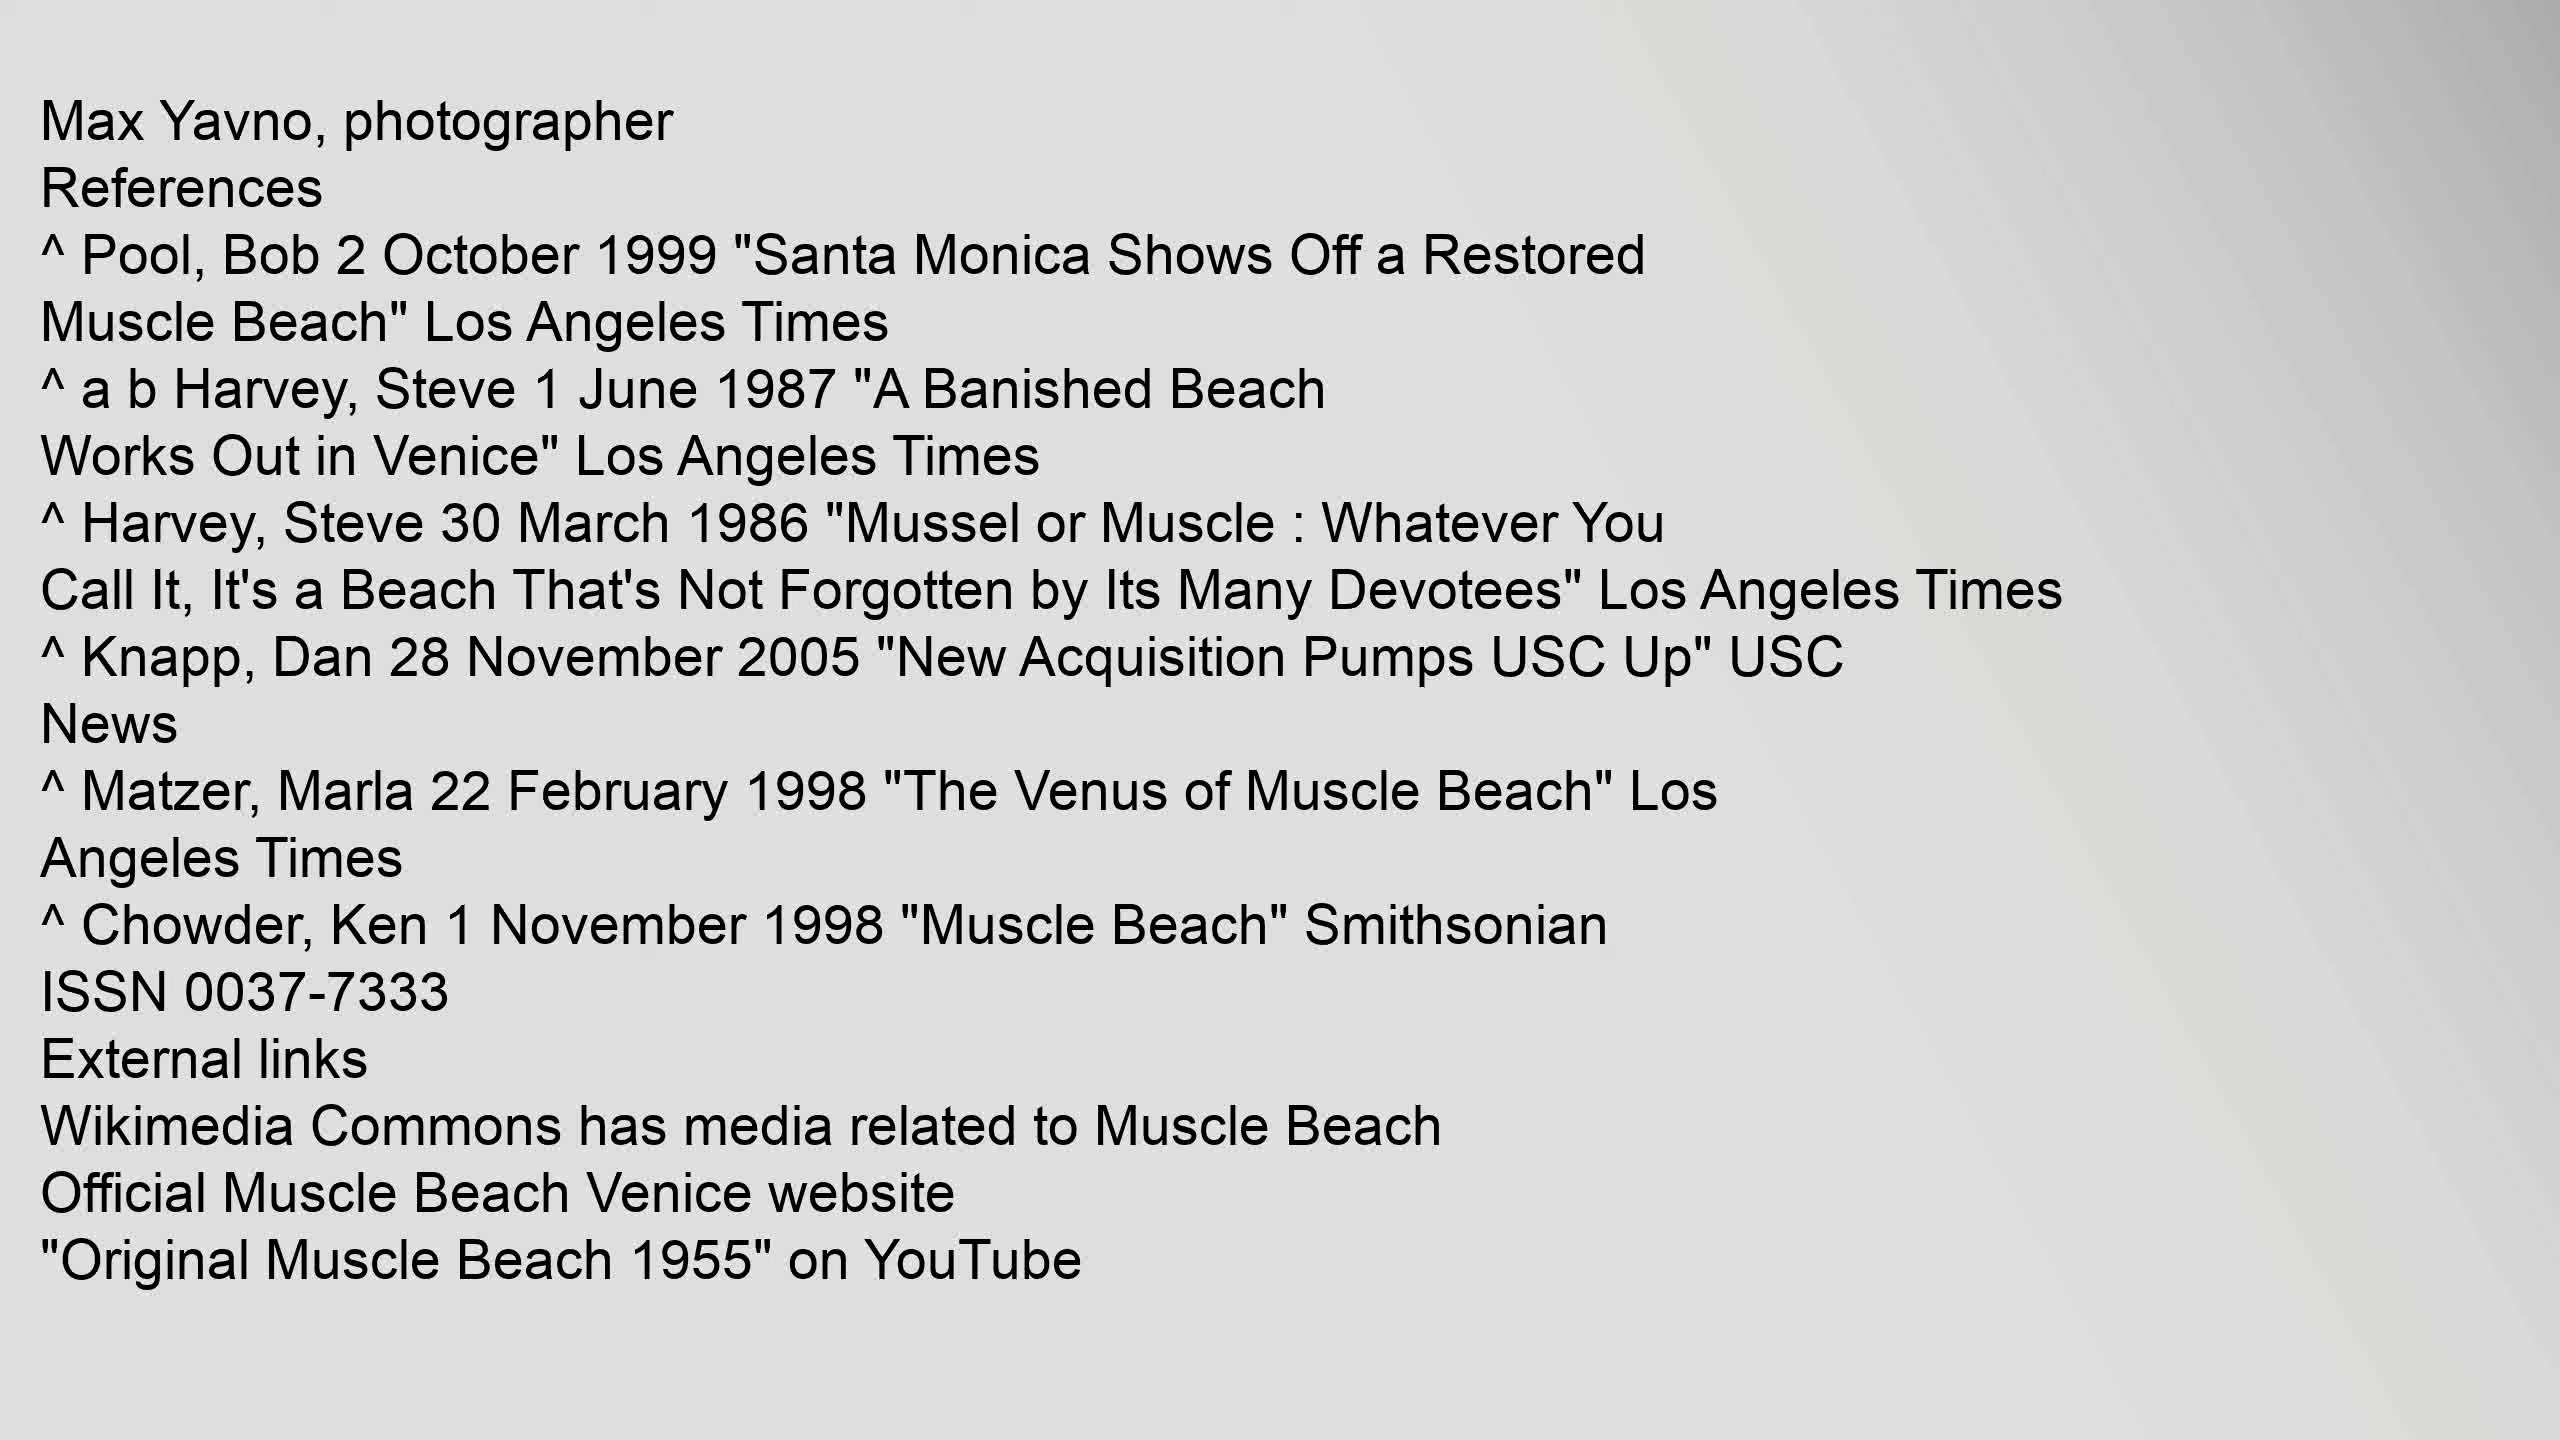 Max Yavno, photographer
References
^ Pool, Bob 2 October 1999 "Santa Monica Shows Off a Restored
Muscle Beach" Los Angeles Times
^ a b Harvey, Steve 1 June 1987 "A Banished Beach
Works Out in Venice" Los Angeles Times
^ Harvey, Steve 30 March 1986 "Mussel or Muscle : Whatever You
Call It, It's a Beach That's Not Forgotten by Its Many Devotees" Los Angeles Times
^ Knapp, Dan 28 November 2005 "New Acquisition Pumps USC Up" USC
News
^ Matzer, Marla 22 February 1998 "The Venus of Muscle Beach" Los
Angeles Times
^ Chowder, Ken 1 November 1998 "Muscle Beach" Smithsonian
ISSN 0037-7333
External links
Wikimedia Commons has media related to Muscle Beach
Official Muscle Beach Venice website
"Original Muscle Beach 1955" on YouTube